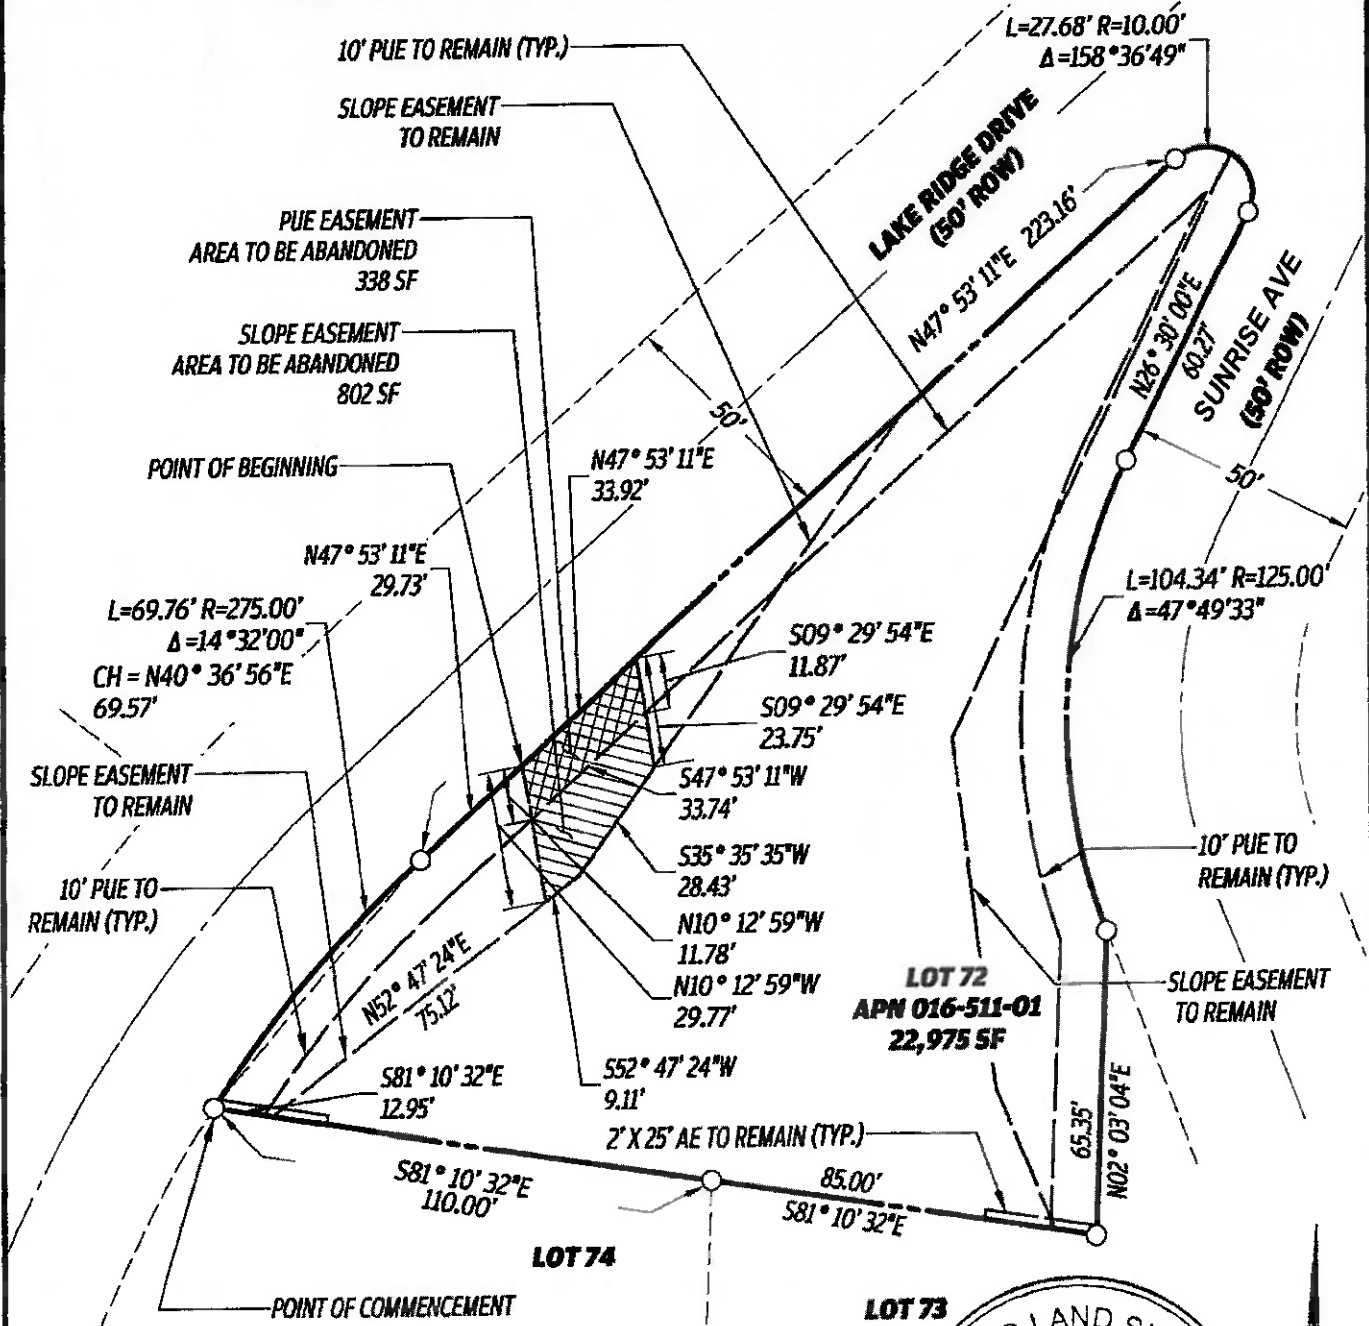 L=27.68' R=10.00'
Δ=158°36'49"
10' PUE TO REMAIN (TYP.)
SLOPE EASEMENT
TO REMAIN
LAKE RIDGE DRIVE
(50' ROW)
PUE EASEMENT
AREA TO BE ABANDONED
338 SF
N47° 53' 11"E 223.16'
SLOPE EASEMENT
AREA TO BE ABANDONED
802 SF
N26° 30' 00"E
60.27'
SUNRISE AVE
(50' ROW)
50'
50'
POINT OF BEGINNING
N47° 53' 11"E
33.92'
N47° 53' 11"E
29.73'
L=69.76' R=275.00'
Δ=14°32'00"
CH = N40° 36' 56"E
69.57'
L=104.34' R=125.00'
Δ=47°49'33"
S09° 29' 54"E
11.87'
S09° 29' 54"E
23.75'
SLOPE EASEMENT
TO REMAIN
S47° 53' 11"W
33.74'
S35° 35' 35"W
28.43'
10' PUE TO
REMAIN (TYP.)
10' PUE TO
REMAIN (TYP.)
N10° 12' 59"W
11.78'
N10° 12' 59"W
29.77'
N52° 47' 24"E
75.12'
LOT 72
APN 016-511-01
22,975 SF
SLOPE EASEMENT
TO REMAIN
S52° 47' 24"W
9.11'
S81° 10' 32"E
12.95'
2' X 25' AE TO REMAIN (TYP.)
65.35'
N02° 03' 04"E
S81° 10' 32"E
110.00'
85.00'
S81° 10' 32"E
LOT 74
POINT OF COMMENCEMENT
LOT 73
LAND